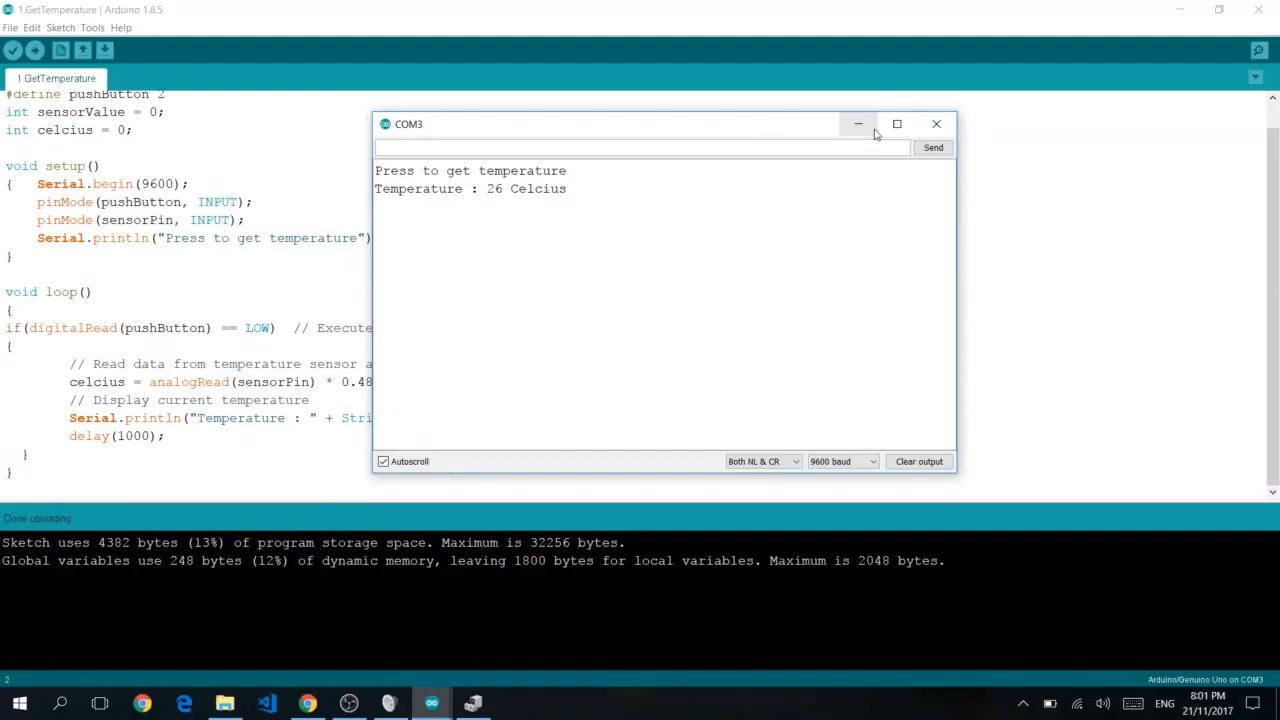 1.GetTemperature | Arduino 1.8.5
File Edit Sketch Tools Help
1.GetTemperature
#define pushButton 2
int sensorValue = 0;
int celcius = 0;
void setup()
{ Serial.begin(9600);
pinMode(pushButton, INPUT);
pinMode(sensorPin, INPUT);
Serial.println("Press to get temperature")
}
void loop()
{
if(digitalRead(pushButton) == LOW) // Execute
{
// Read data from temperature sensor a
celcius = analogRead(sensorPin) * 0.48
// Display current temperature
Serial.println("Temperature : " + Stri
delay(1000);
}
}
COM3
Send
Press to get temperature
Temperature : 26 Celcius
Autoscroll
Both NL & CR
9600 baud
Clear output
Done uploading.
Sketch uses 4382 bytes (13%) of program storage space. Maximum is 32256 bytes.
Global variables use 248 bytes (12%) of dynamic memory, leaving 1800 bytes for local variables. Maximum is 2048 bytes.
2
Arduino/Genuino Uno on COM3
ENG
8:01 PM
21/11/2017